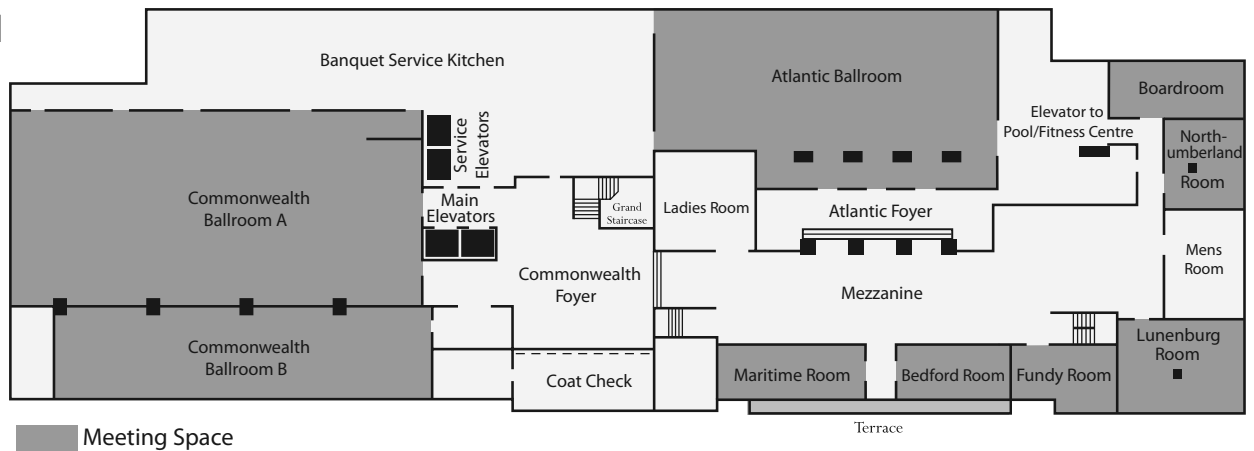 Banquet Service Kitchen
Atlantic Ballroom
Boardroom
Elevator to
Pool/Fitness Centre
Service
Elevators
North-
umberland
Room
Commonwealth
Ballroom A
Main
Elevators
Grand
Staircase
Ladies Room
Atlantic Foyer
Mens
Room
Commonwealth
Foyer
Mezzanine
Commonwealth
Ballroom B
Lunenburg
Room
Coat Check
Maritime Room
Bedford Room
Fundy Room
Terrace
Meeting Space